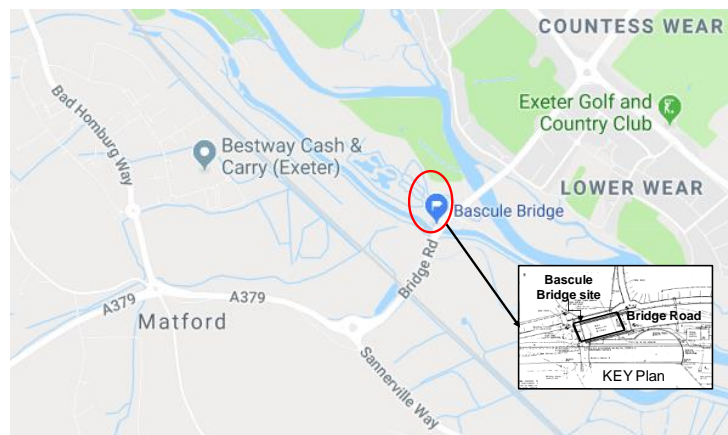 COUNTESS WEAR
Bad Homburg Way
Exeter Golf and
Country Club
Bestway Cash &
Carry (Exeter)
LOWER WEAR
Bascule Bridge
Bridge Rd
Bascule
Bridge site
Bridge Road
A379
A379
Matford
KEY Plan
Sannerville Way